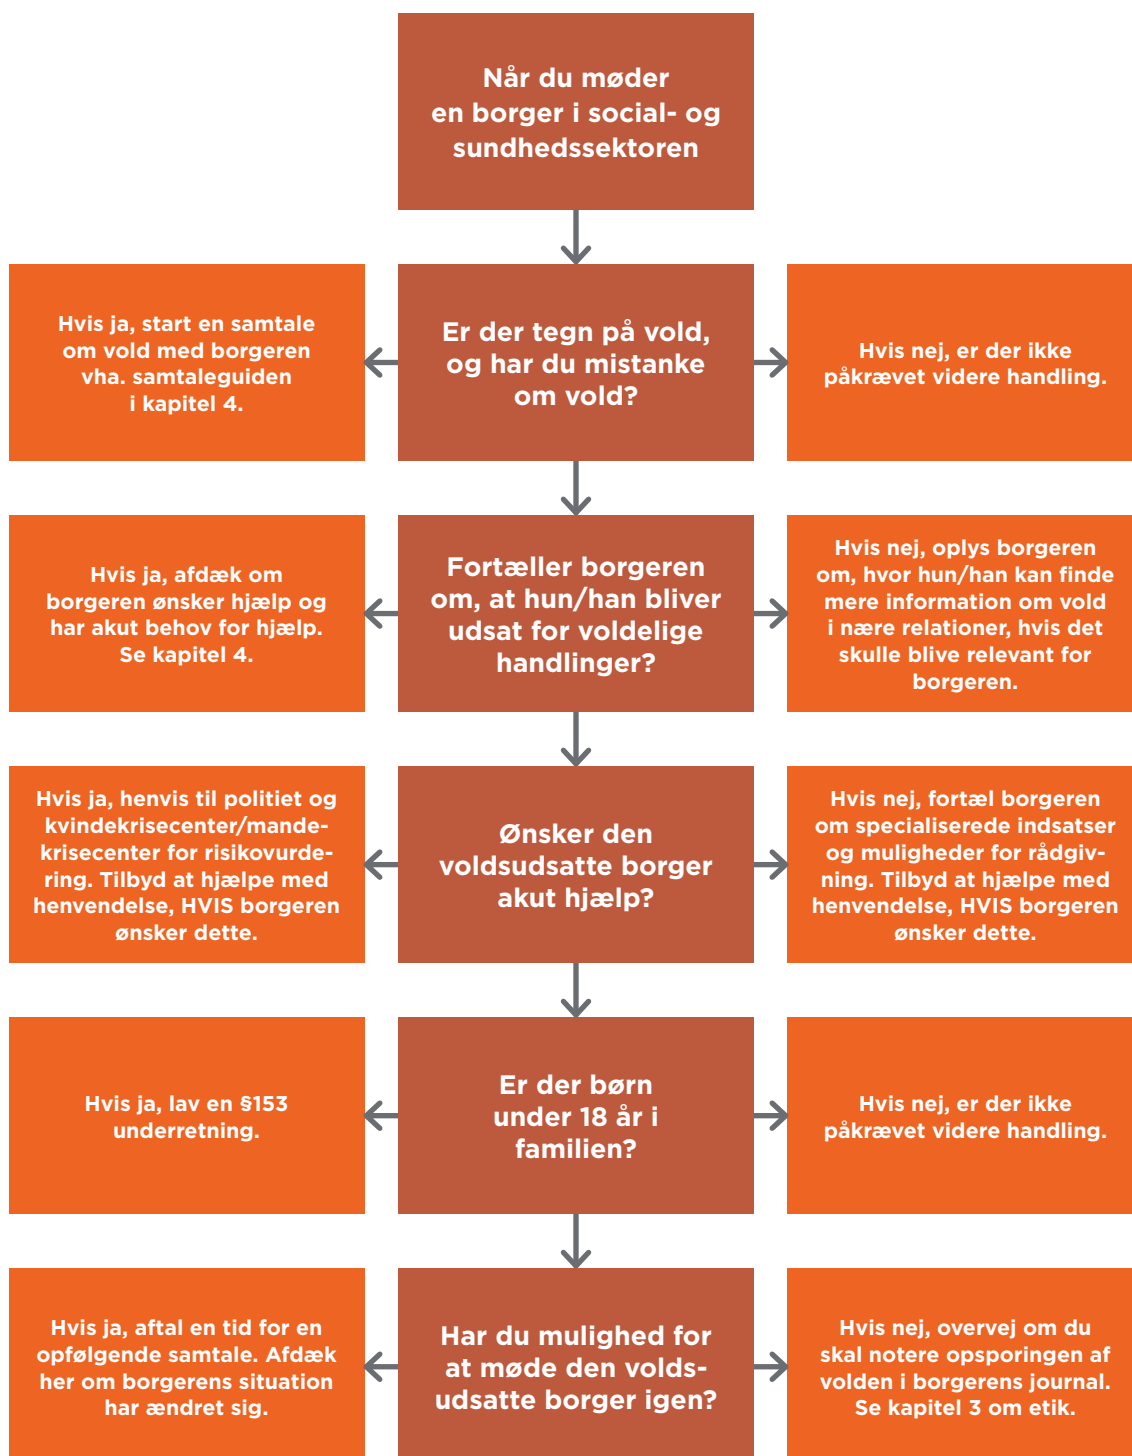 Når du møder
en borger i social- og
sundhedssektoren
Hvis ja, start en samtale
om vold med borgeren
vha. samtaleguiden
i kapitel 4.
Er der tegn på vold,
og har du mistanke
om vold?
Hvis nej, er der ikke
påkrævet videre handling.
Hvis ja, afdæk om
borgeren ønsker hjælp og
har akut behov for hjælp.
Se kapitel 4.
Fortæller borgeren
om, at hun/han bliver
udsat for voldelige
handlinger?
Hvis nej, oplys borgeren
om, hvor hun/han kan finde
mere information om vold
i nære relationer, hvis det
skulle blive relevant for
borgeren.
Hvis ja, henvis til politiet og
kvindekrisecenter/mande-
krisecenter for risikovurde-
ring. Tilbyd at hjælpe med
henvendelse, HVIS borgeren
ønsker dette.
Ønsker den
voldsudsatte borger
akut hjælp?
Hvis nej, fortæl borgeren
om specialiserede indsatser
og muligheder for rådgiv-
ning. Tilbyd at hjælpe med
henvendelse, HVIS borgeren
ønsker dette.
Hvis ja, lav en §153
underretning.
Er der børn
under 18 år i
familien?
Hvis nej, er der ikke
påkrævet videre handling.
Hvis ja, aftal en tid for en
opfølgende samtale. Afdæk
her om borgerens situation
har ændret sig.
Har du mulighed for
at møde den volds-
udsatte borger igen?
Hvis nej, overvej om du
skal notere opsporingen af
volden i borgerens journal.
Se kapitel 3 om etik.